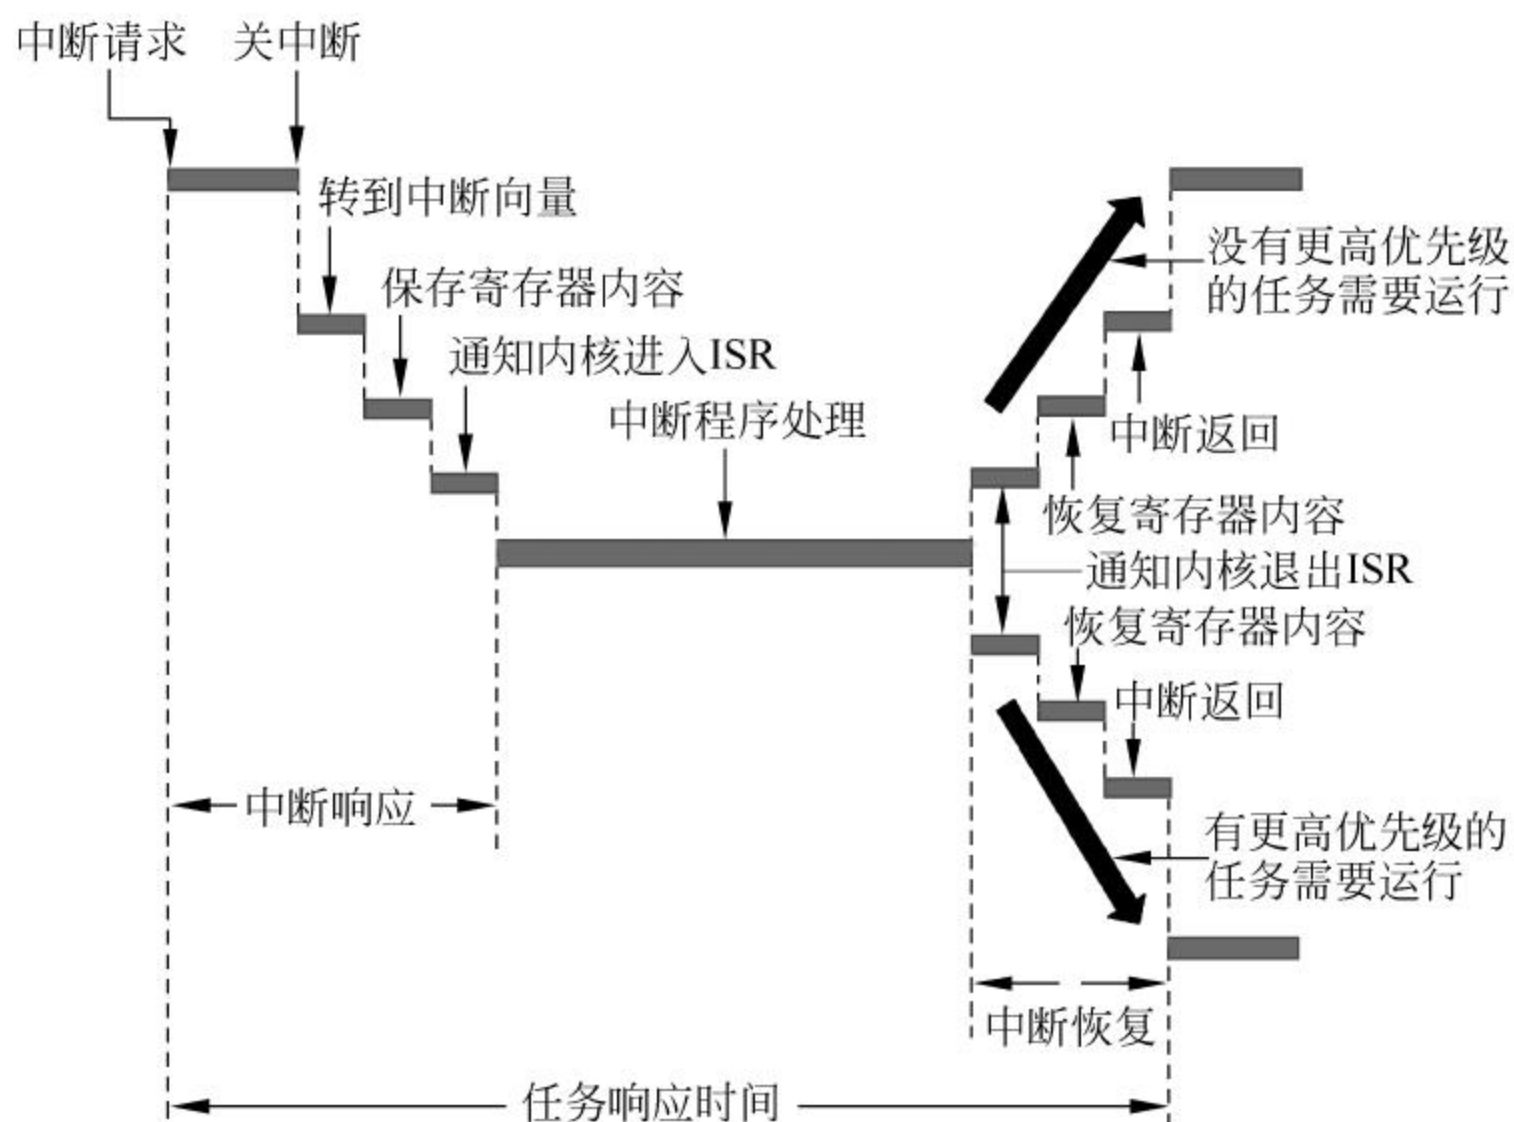 中断请求
关中断
转到中断向量
保存寄存器内容
通知内核进入ISR
中断程序处理
没有更高优先级
的任务需要运行
中断返回
恢复寄存器内容
通知内核退出ISR
恢复寄存器内容
中断返回
中断响应
有更高优先级的
任务需要运行
中断恢复
任务响应时间